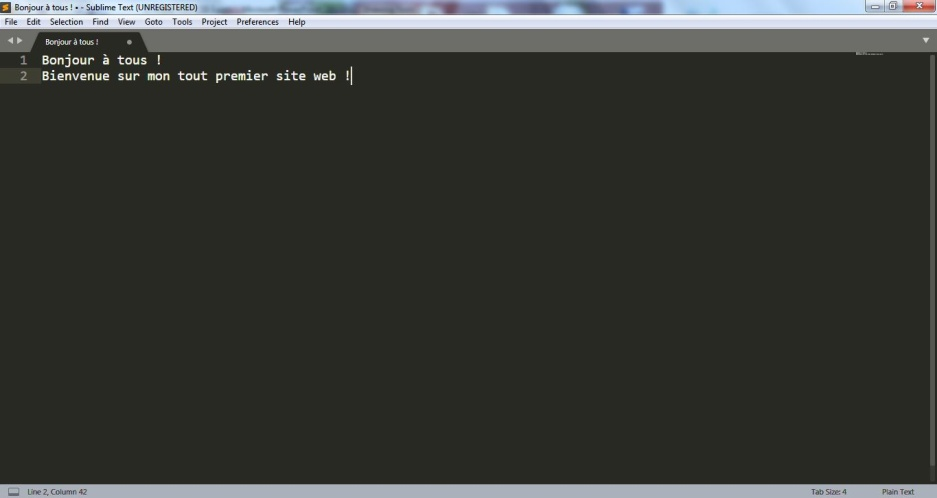 Bonjour à tous ! • - Sublime Text (UNREGISTERED)
File Edit Selection Find View Goto Tools Project Preferences Help
Bonjour à tous !
1 Bonjour à tous !
2 Bienvenue sur mon tout premier site web !
Line 2, Column 42 Tab Size: 4 Plain Text